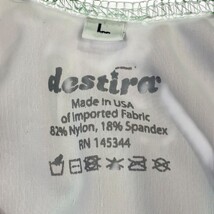 L
destira
Made in USA
of Imported Fabric
82% Nylon, 18% Spandex
RN 145344